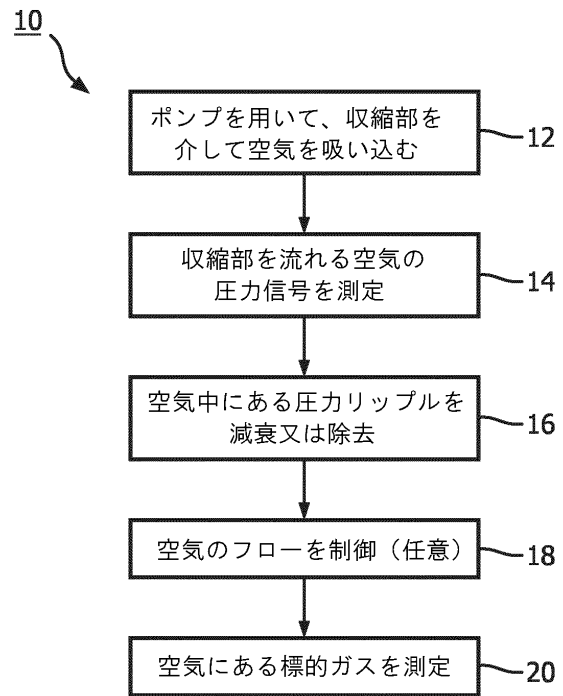 10
ポンプを用いて、収縮部を
介して空気を吸い込む
12
収縮部を流れる空気の
圧力信号を測定
14
空気中にある圧力リップルを
減衰又は除去
16
空気のフローを制御（任意）
18
空気にある標的ガスを測定
20